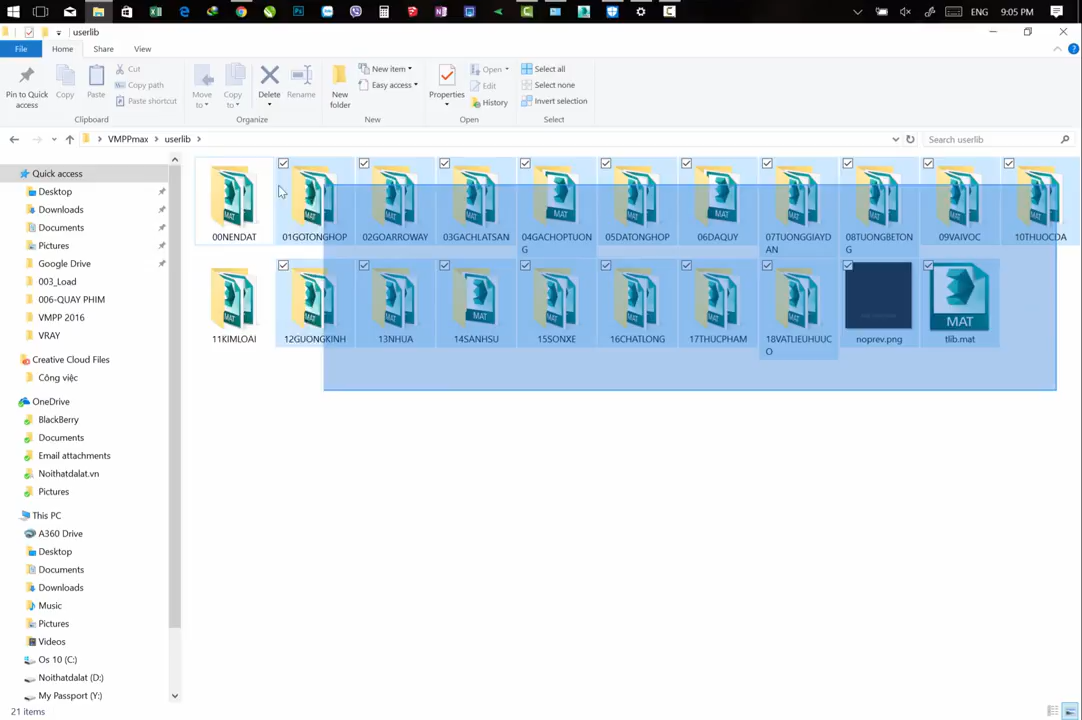 ENG 9:05 PM
userlib
File Home Share View
Pin to Quick access
Copy
Paste
Cut
Copy path
Paste shortcut
Clipboard
Move to
Copy to
Delete
Rename
Organize
New folder
New item
Easy access
New
Properties
Open
Edit
History
Open
Select all
Select none
Invert selection
Select
VMPPmax userlib
Search userlib
Quick access
Desktop
Downloads
Documents
Pictures
Google Drive
003_Load
006-QUAY PHIM
VMPP 2016
VRAY
Creative Cloud Files
Công việc
OneDrive
BlackBerry
Documents
Email attachments
Noithatdalat.vn
Pictures
This PC
A360 Drive
Desktop
Documents
Downloads
Music
Pictures
Videos
Os 10 (C:)
Noithatdalat (D:)
My Passport (Y:)
00NENDAT
01GOTONGHOP
02GOARROWAY
03GACHLATSAN
MAT
04GACHOPTUONG
05DATONGHOP
MAT
06DAQUY
07TUONGGIAYDAN
08TUONGBETONG
09VAIVOC
10THUOCDA
11KIMLOAI
12GUONGKINH
13NHUA
MAT
14SANHSU
15SONXE
16CHATLONG
17THUCPHAM
18VATLIEUHUUCO
noprev.png
MAT
tlib.mat
21 items